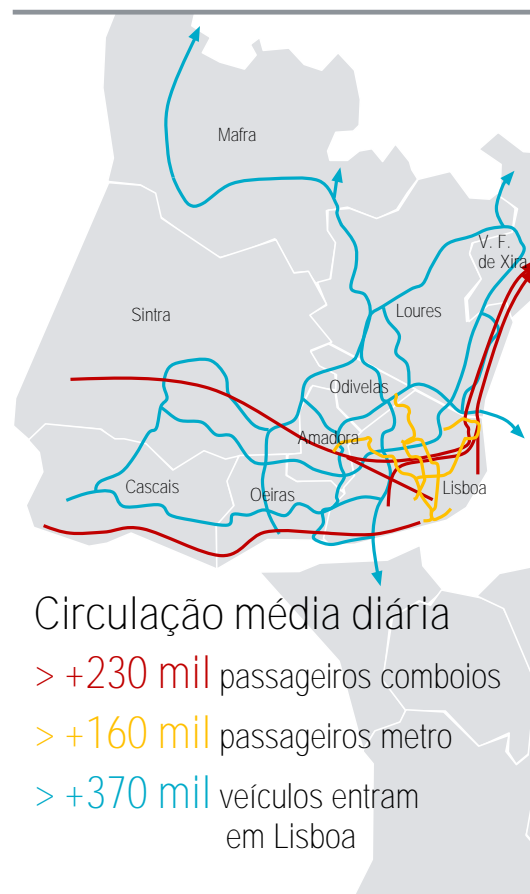 Mafra
V. F.
de Xira
Sintra
Loures
Odivelas
Amadora
Cascais
Oeiras
Lisboa
Circulação média diária
> +230 mil passageiros comboios
> +160 mil passageiros metro
> +370 mil veículos entram
em Lisboa